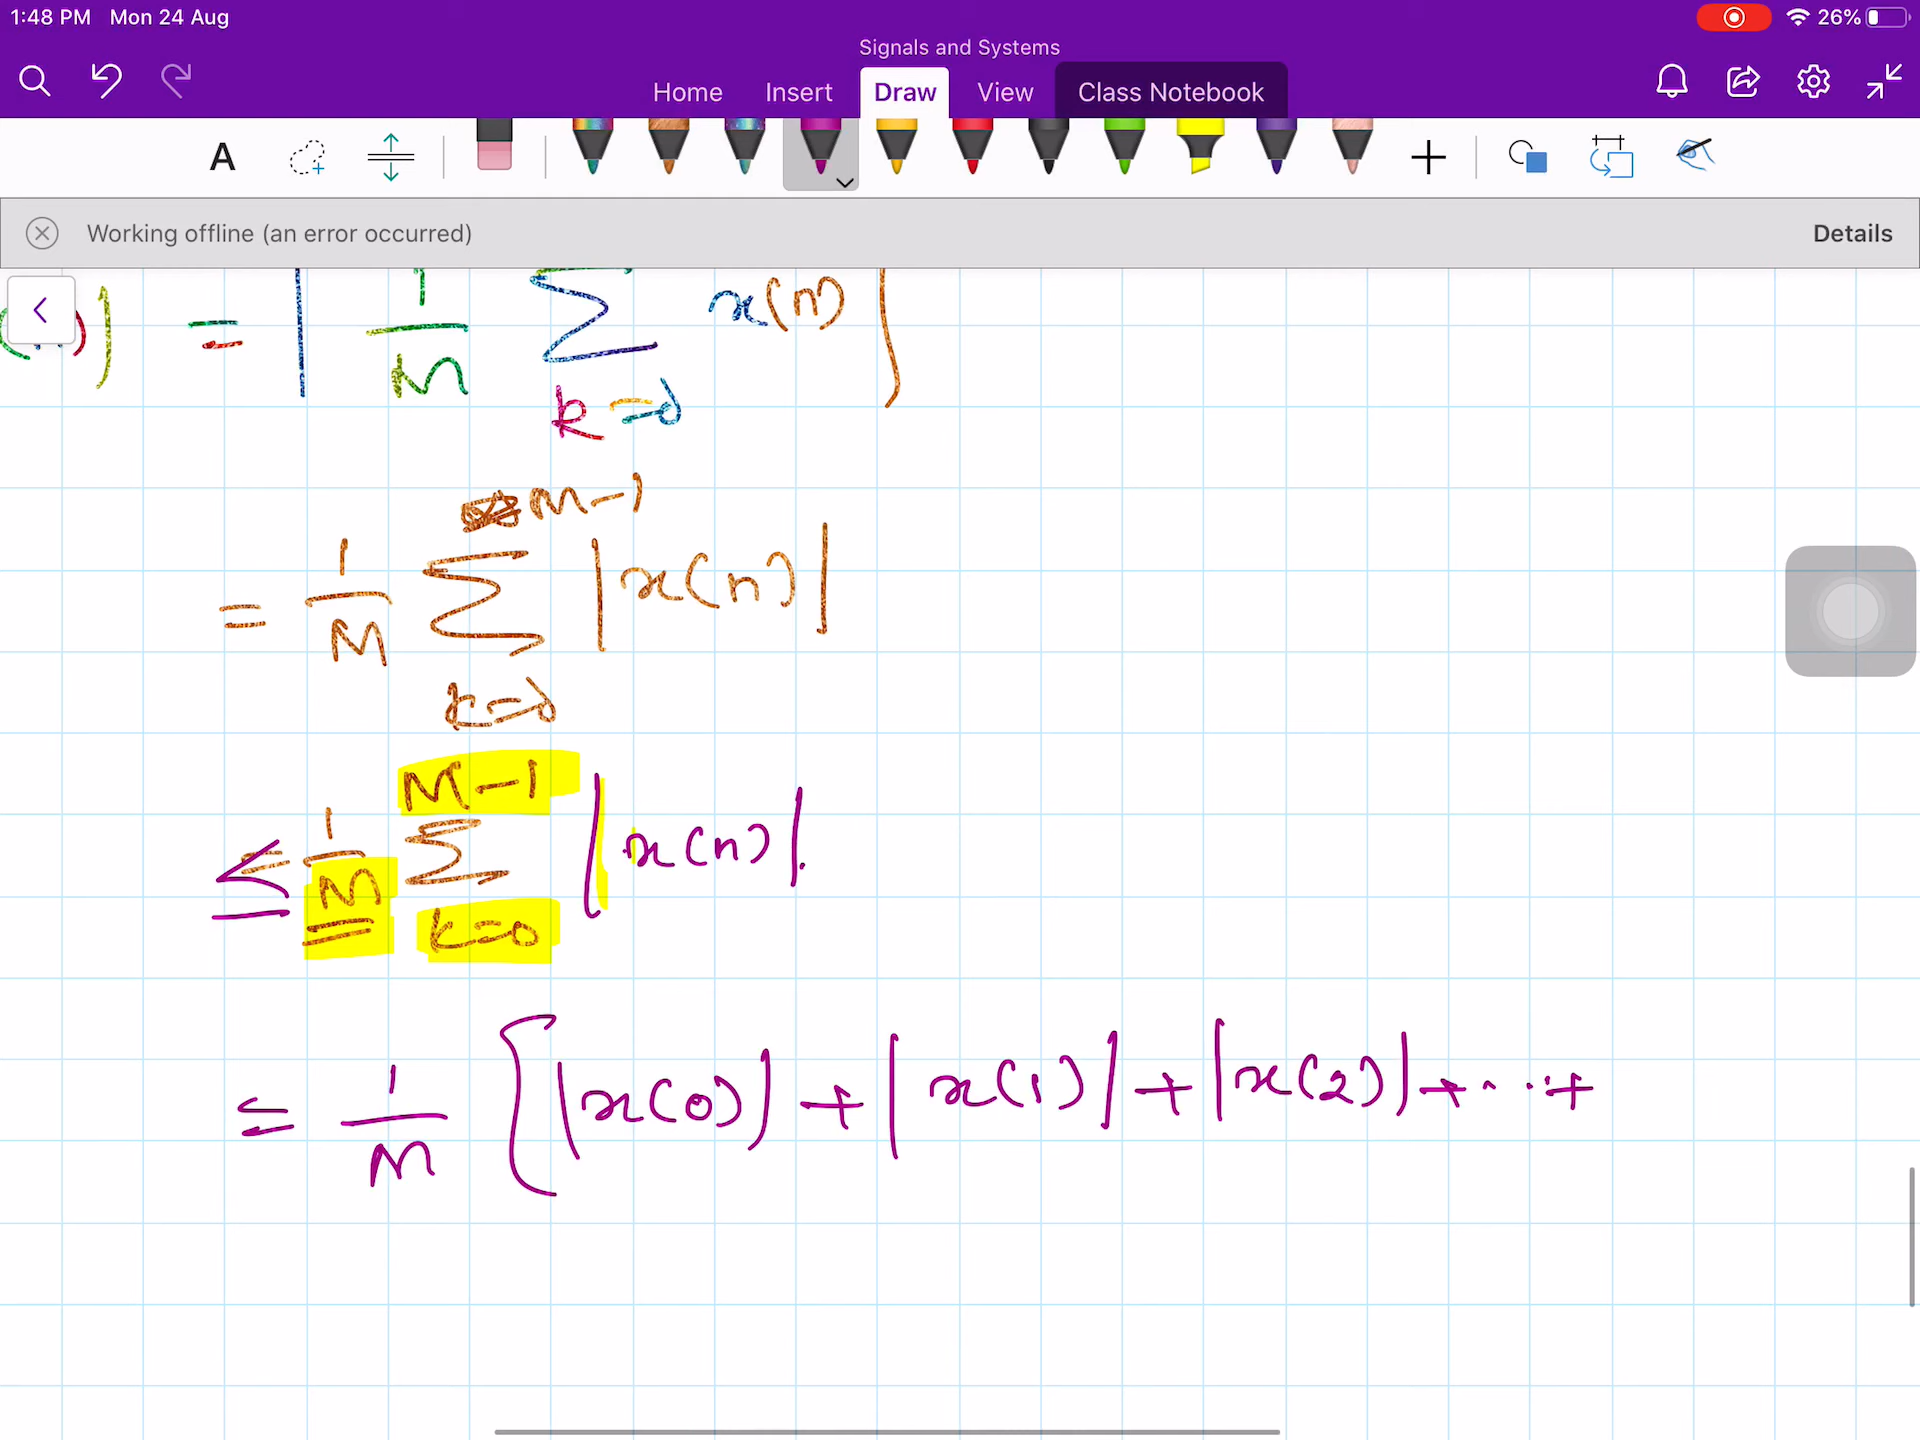 1:48 PM Mon 24 Aug 26%
Signals and Systems
Home Insert Draw View Class Notebook
A
Working offline (an error occurred) Details
) | = | 1/M ∑ k=0 x(n) |
= 1/M ∑ k=0 M-1 |x(n)|
≤ 1/M ∑ k=0 M-1 |x(n)|.
= 1/M [ |x(0)| + |x(1)| + |x(2)| + ... +